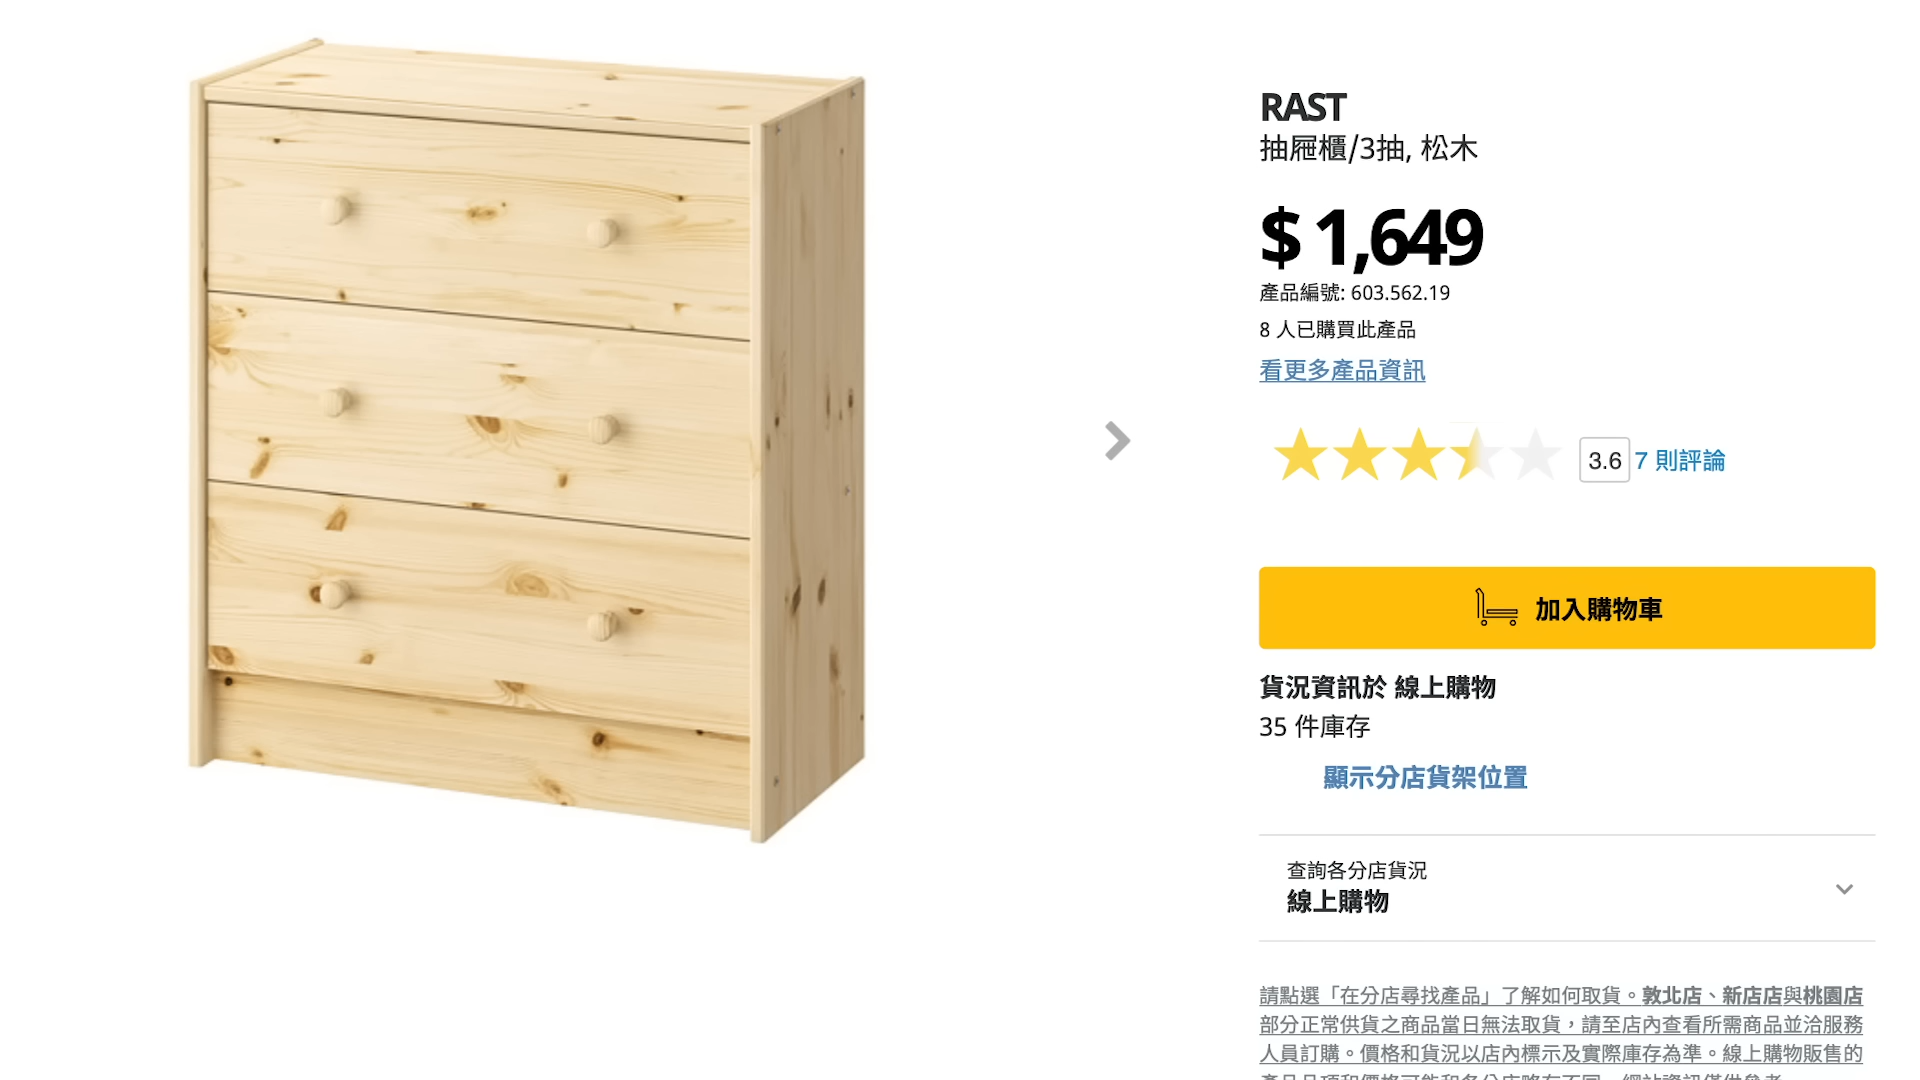 RAST
抽屜櫃/3抽, 松木
$ 1,649
產品編號: 603.562.19
8 人已購買此產品
看更多產品資訊
3.6 7 則評論
加入購物車
貨況資訊於 線上購物
35 件庫存
顯示分店貨架位置
查詢各分店貨況
線上購物
請點選「在分店尋找產品」了解如何取貨。敦北店、新店店與桃園店
部分正常供貨之商品當日無法取貨，請至店內查看所需商品並洽服務
人員訂購。價格和貨況以店內標示及實際庫存為準。線上購物販售的